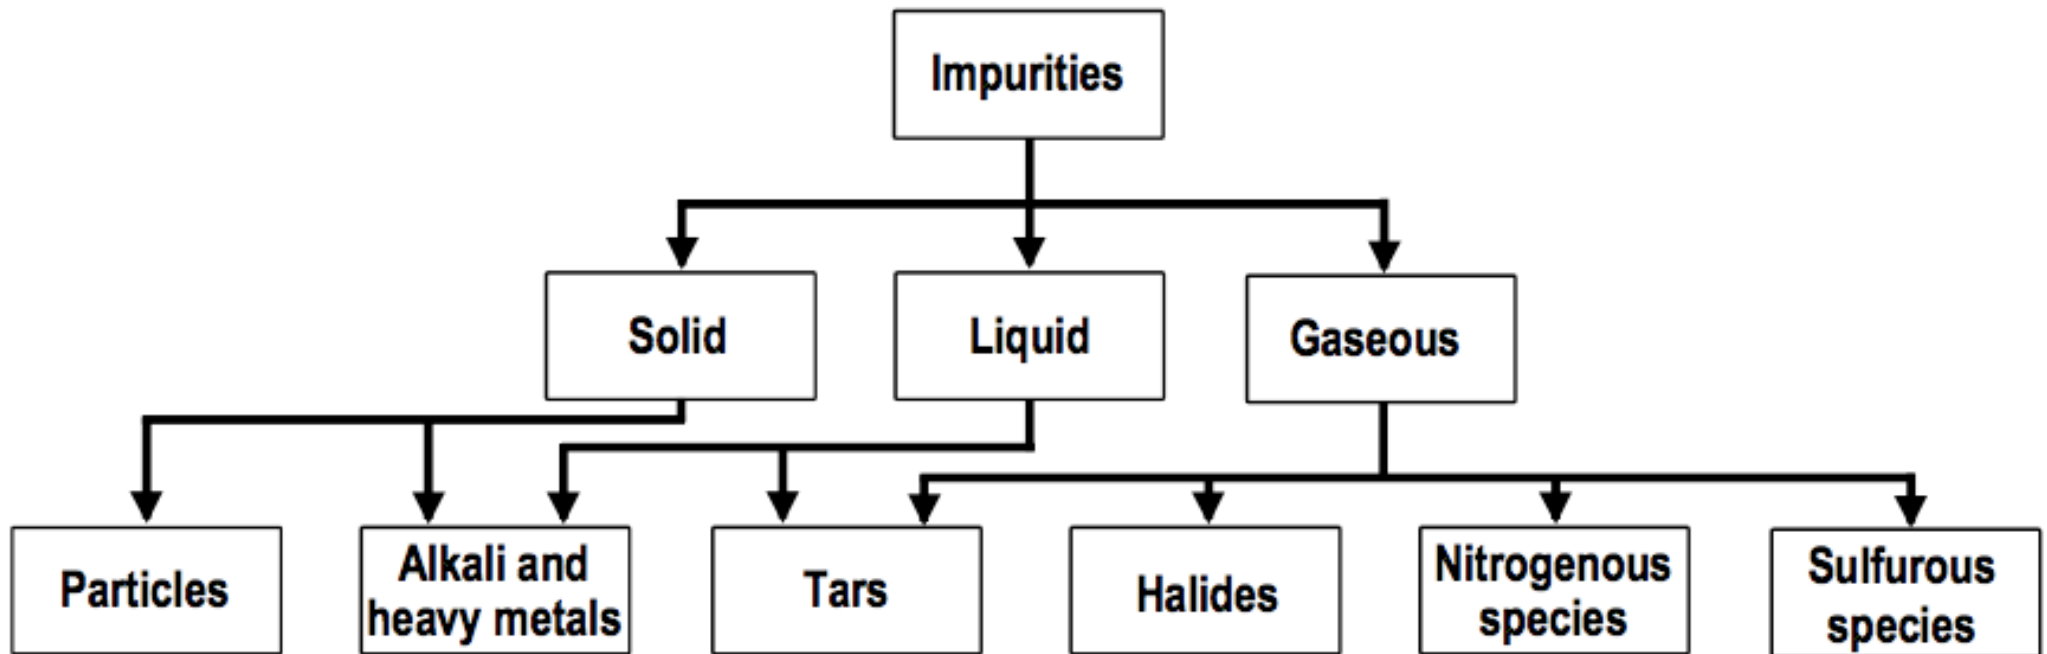 Impurities
Solid
Liquid
Gaseous
Particles
Alkali and
heavy metals
Tars
Halides
Nitrogenous
species
Sulfurous
species